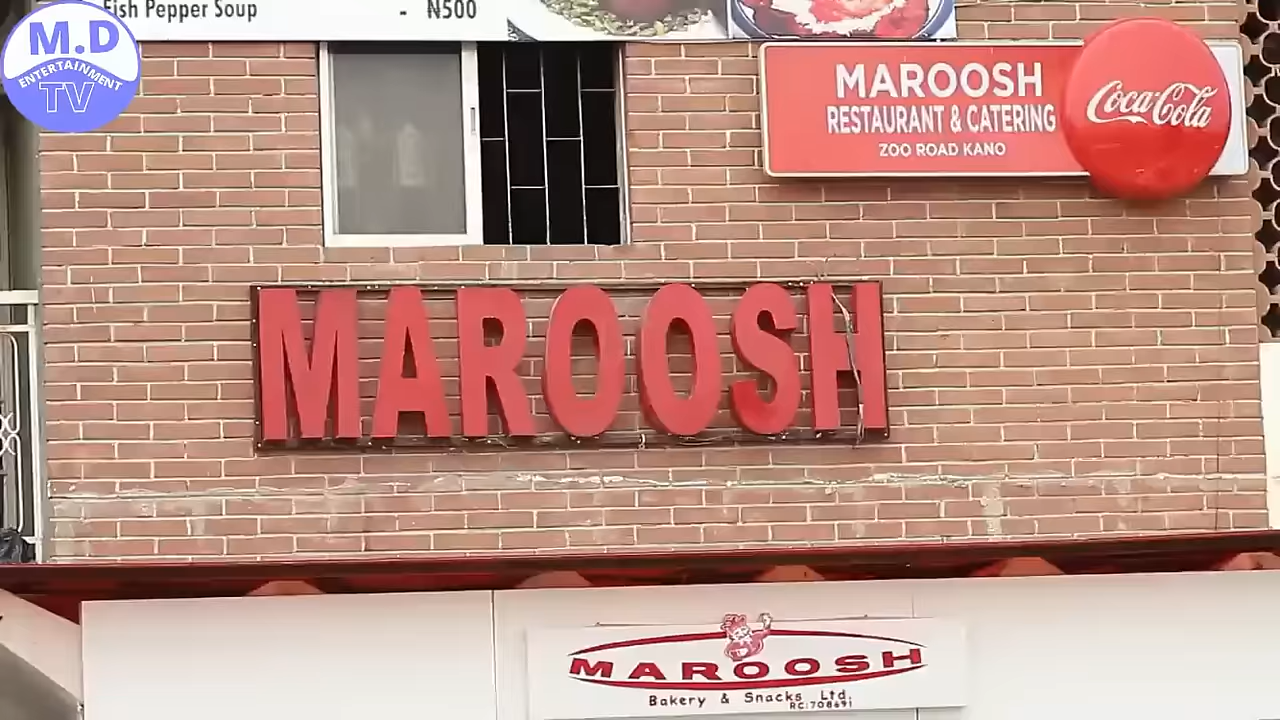 Fish Pepper Soup - ₦500
M.D
ENTERTAINMENT
TV
MAROOSH
RESTAURANT & CATERING
ZOO ROAD KANO
Coca-Cola
MAROOSH
MAROOSH
Bakery & Snacks Ltd.
RC:708691